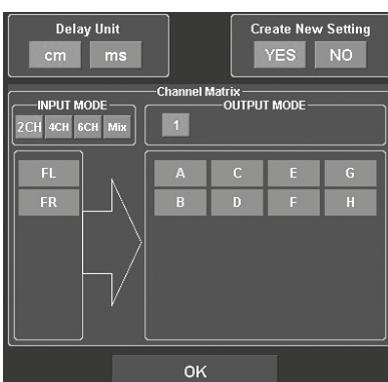 Delay Unit
cm ms
Create New Setting
YES NO
Channel Matrix
INPUT MODE
2CH 4CH 6CH Mix
OUTPUT MODE
1
FL
FR
A C E G
B D F H
OK